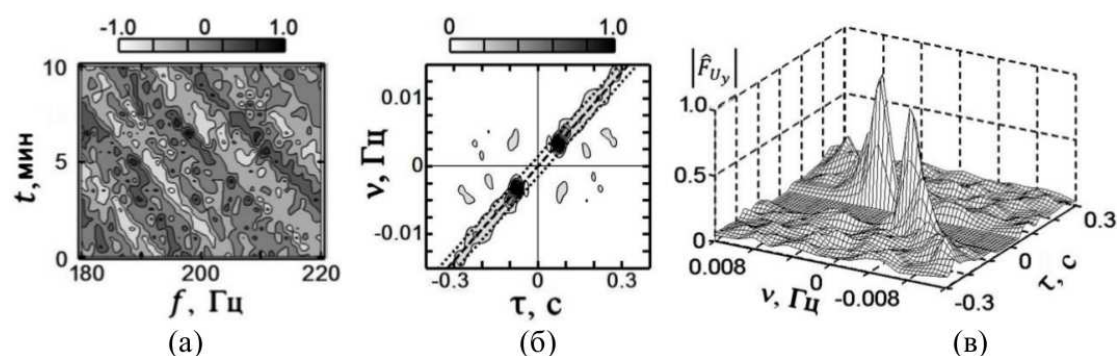 -1.0 0 1.0
t, мин
10
5
0
180 200 220
f, Гц
(а)
0 1.0
ν, Гц
0.01
0
-0.01
-0.3 0 0.3
τ, с
(б)
|F̂_{U_y}|
1.0
0.5
0
0.008 0 -0.008
ν, Гц
-0.3 0 0.3
τ, с
(в)